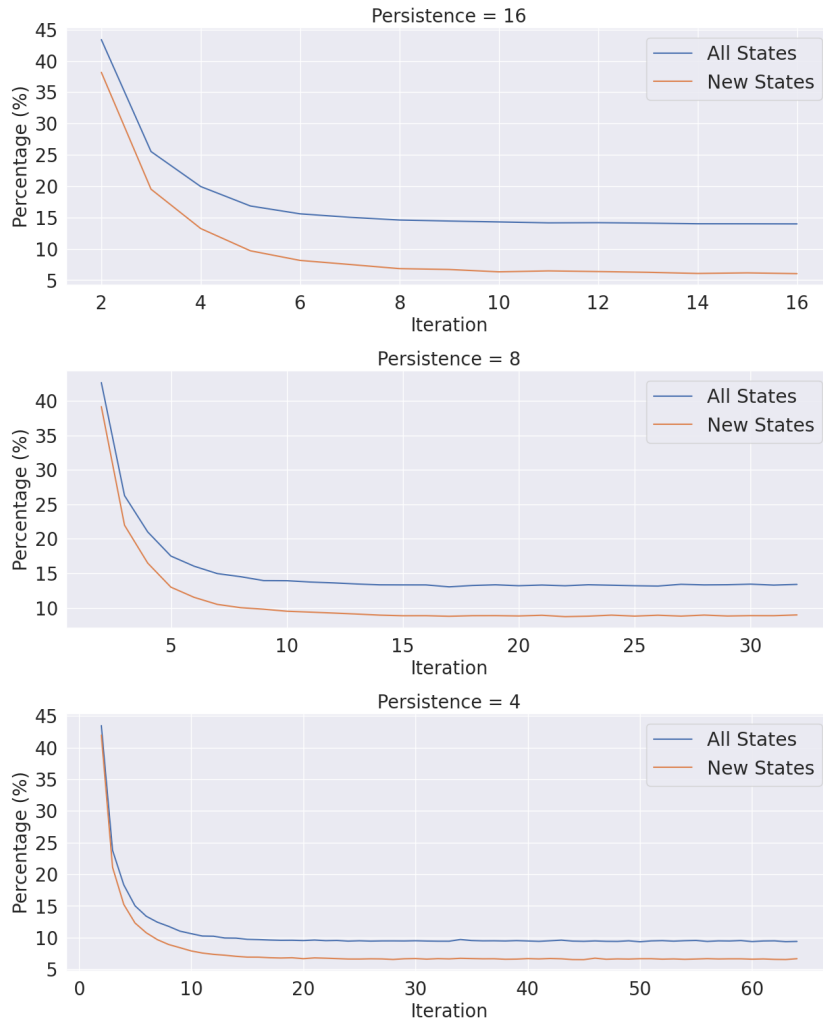 Persistence = 16
45
40
35
30
25
20
15
10
5
Percentage (%)
All States
New States
2 4 6 8 10 12 14 16
Iteration
Persistence = 8
40
35
30
25
20
15
10
Percentage (%)
All States
New States
5 10 15 20 25 30
Iteration
Persistence = 4
45
40
35
30
25
20
15
10
5
Percentage (%)
All States
New States
0 10 20 30 40 50 60
Iteration